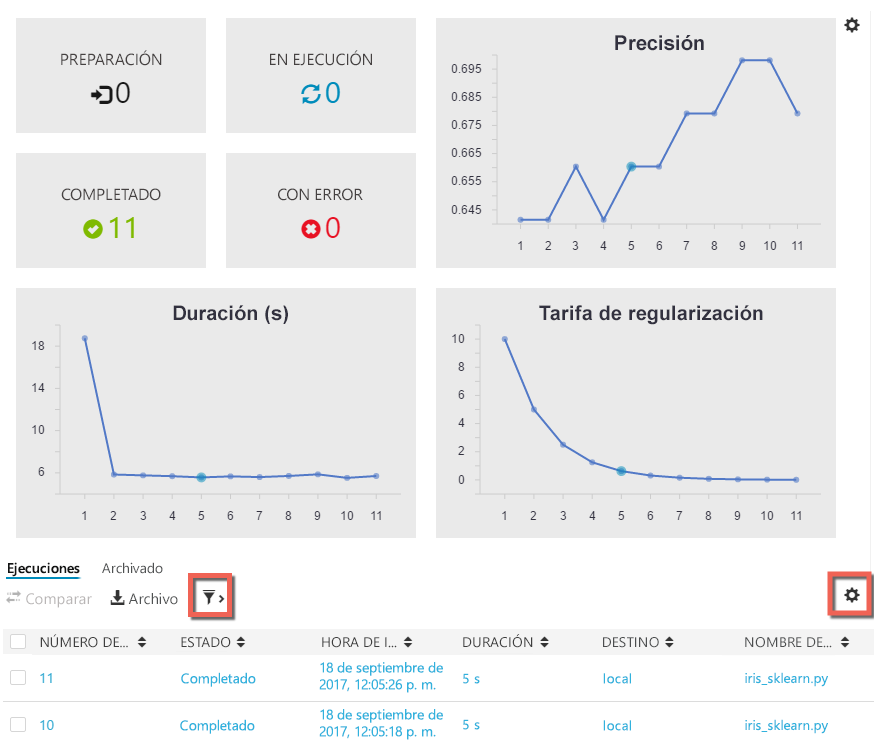 PREPARACIÓN
0
EN EJECUCIÓN
0
COMPLETADO
11
CON ERROR
0
Precisión
0.695
0.685
0.675
0.665
0.655
0.645
1 2 3 4 5 6 7 8 9 10 11
Duración (s)
18
14
10
6
1 2 3 4 5 6 7 8 9 10 11
Tarifa de regularización
10
8
6
4
2
0
1 2 3 4 5 6 7 8 9 10 11
Ejecuciones Archivado
Comparar Archivo
NÚMERO DE... ESTADO HORA DE I... DURACIÓN DESTINO NOMBRE DE...
11 Completado 18 de septiembre de 2017, 12:05:26 p. m. 5 s local iris_sklearn.py
10 Completado 18 de septiembre de 2017, 12:05:18 p. m. 5 s local iris_sklearn.py